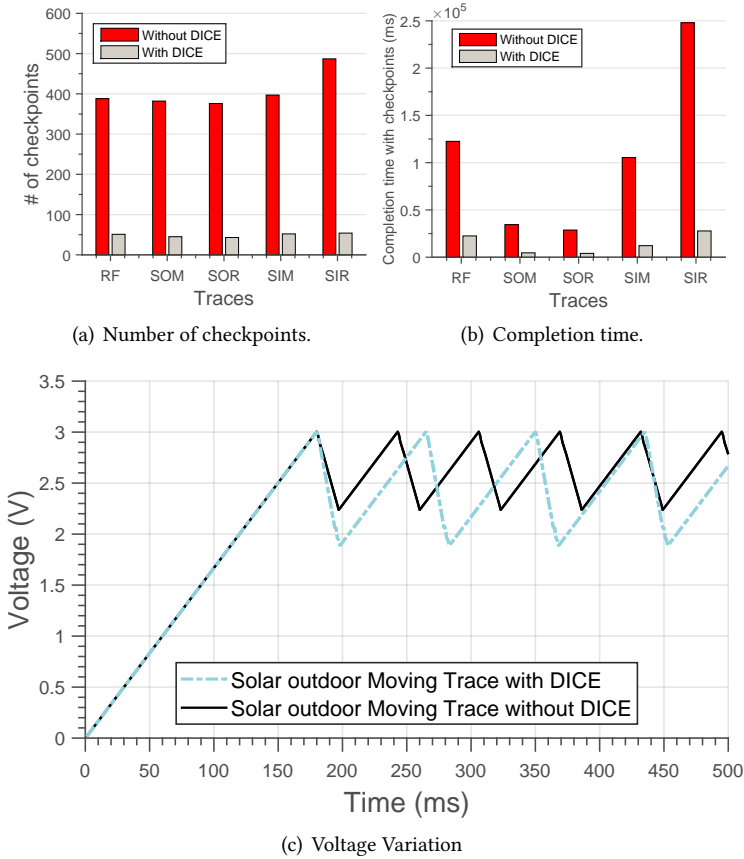 # of checkpoints
600
500
400
300
200
100
0
Without DICE
With DICE
RF SOM SOR SIM SIR
Traces
(a) Number of checkpoints.
Completion time with checkpoints (ms)
×10⁵
2.5
2
1.5
1
0.5
0
Without DICE
With DICE
RF SOM SOR SIM SIR
Traces
(b) Completion time.
Voltage (V)
3.5
3
2.5
2
1.5
1
0.5
0
Solar outdoor Moving Trace with DICE
Solar outdoor Moving Trace without DICE
0 50 100 150 200 250 300 350 400 450 500
Time (ms)
(c) Voltage Variation